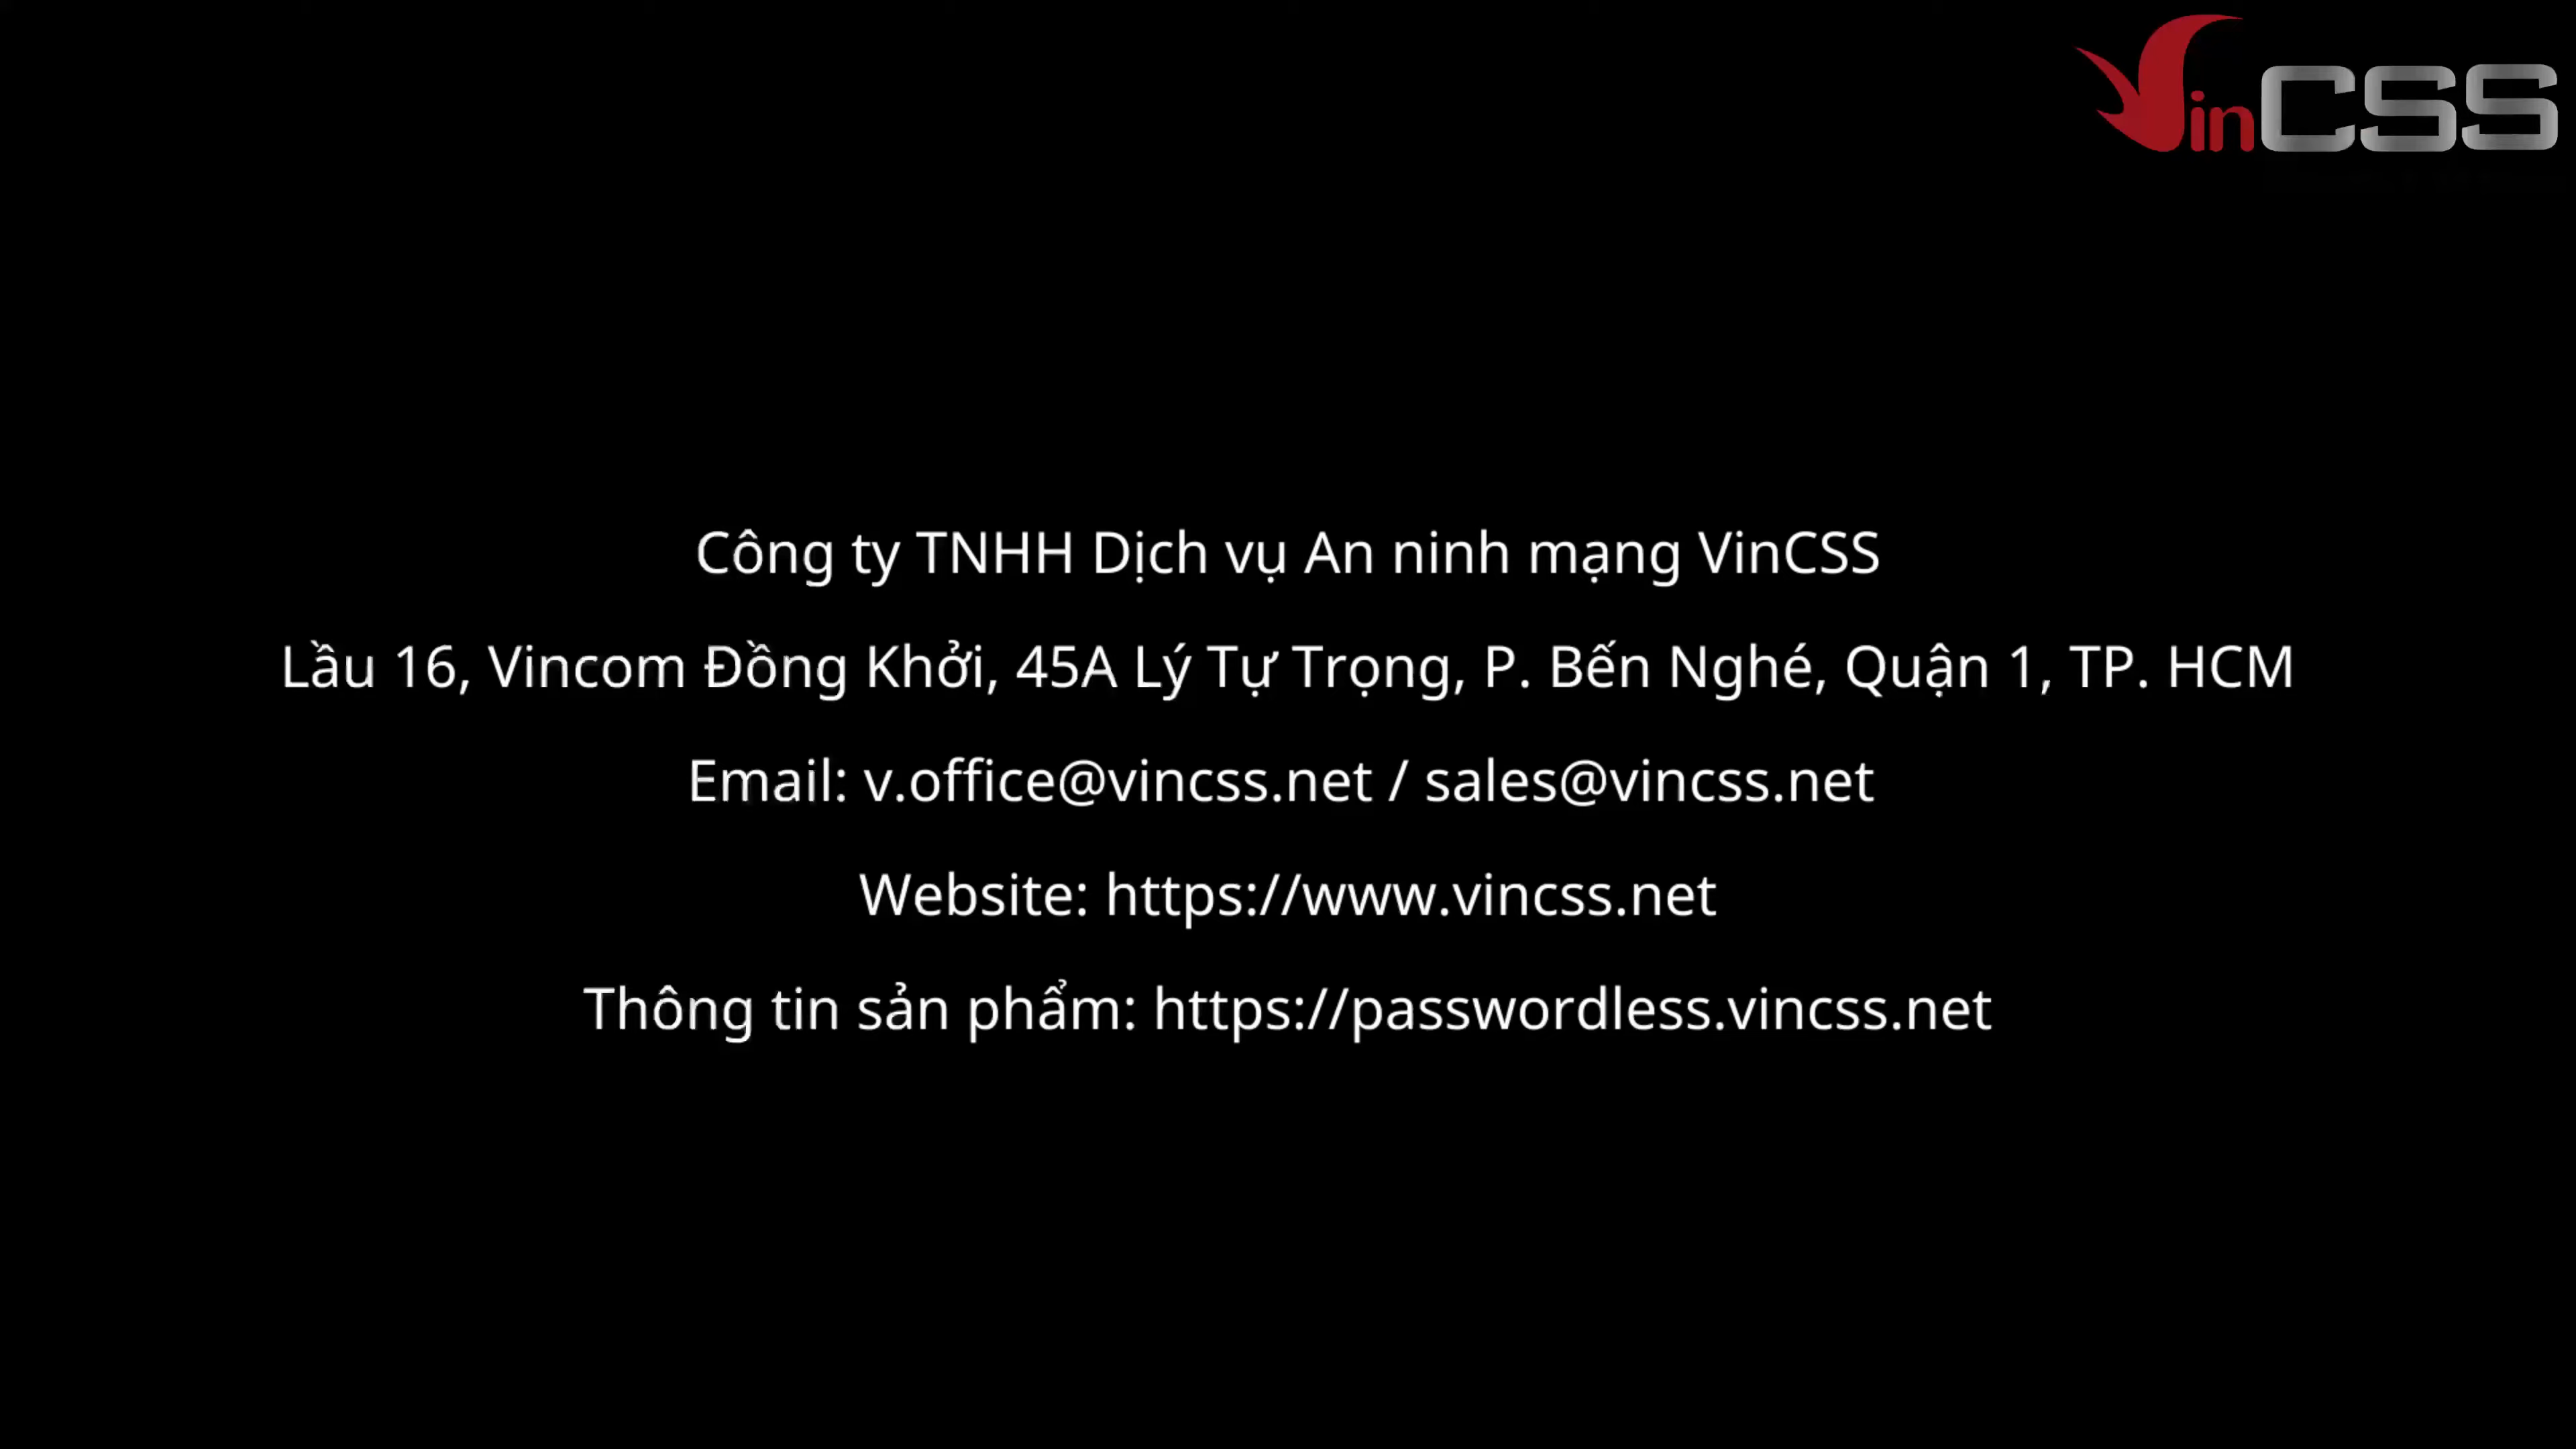 VinCSS
Công ty TNHH Dịch vụ An ninh mạng VinCSS
Lầu 16, Vincom Đồng Khởi, 45A Lý Tự Trọng, P. Bến Nghé, Quận 1, TP. HCM
Email: v.office@vincss.net / sales@vincss.net
Website: https://www.vincss.net
Thông tin sản phẩm: https://passwordless.vincss.net